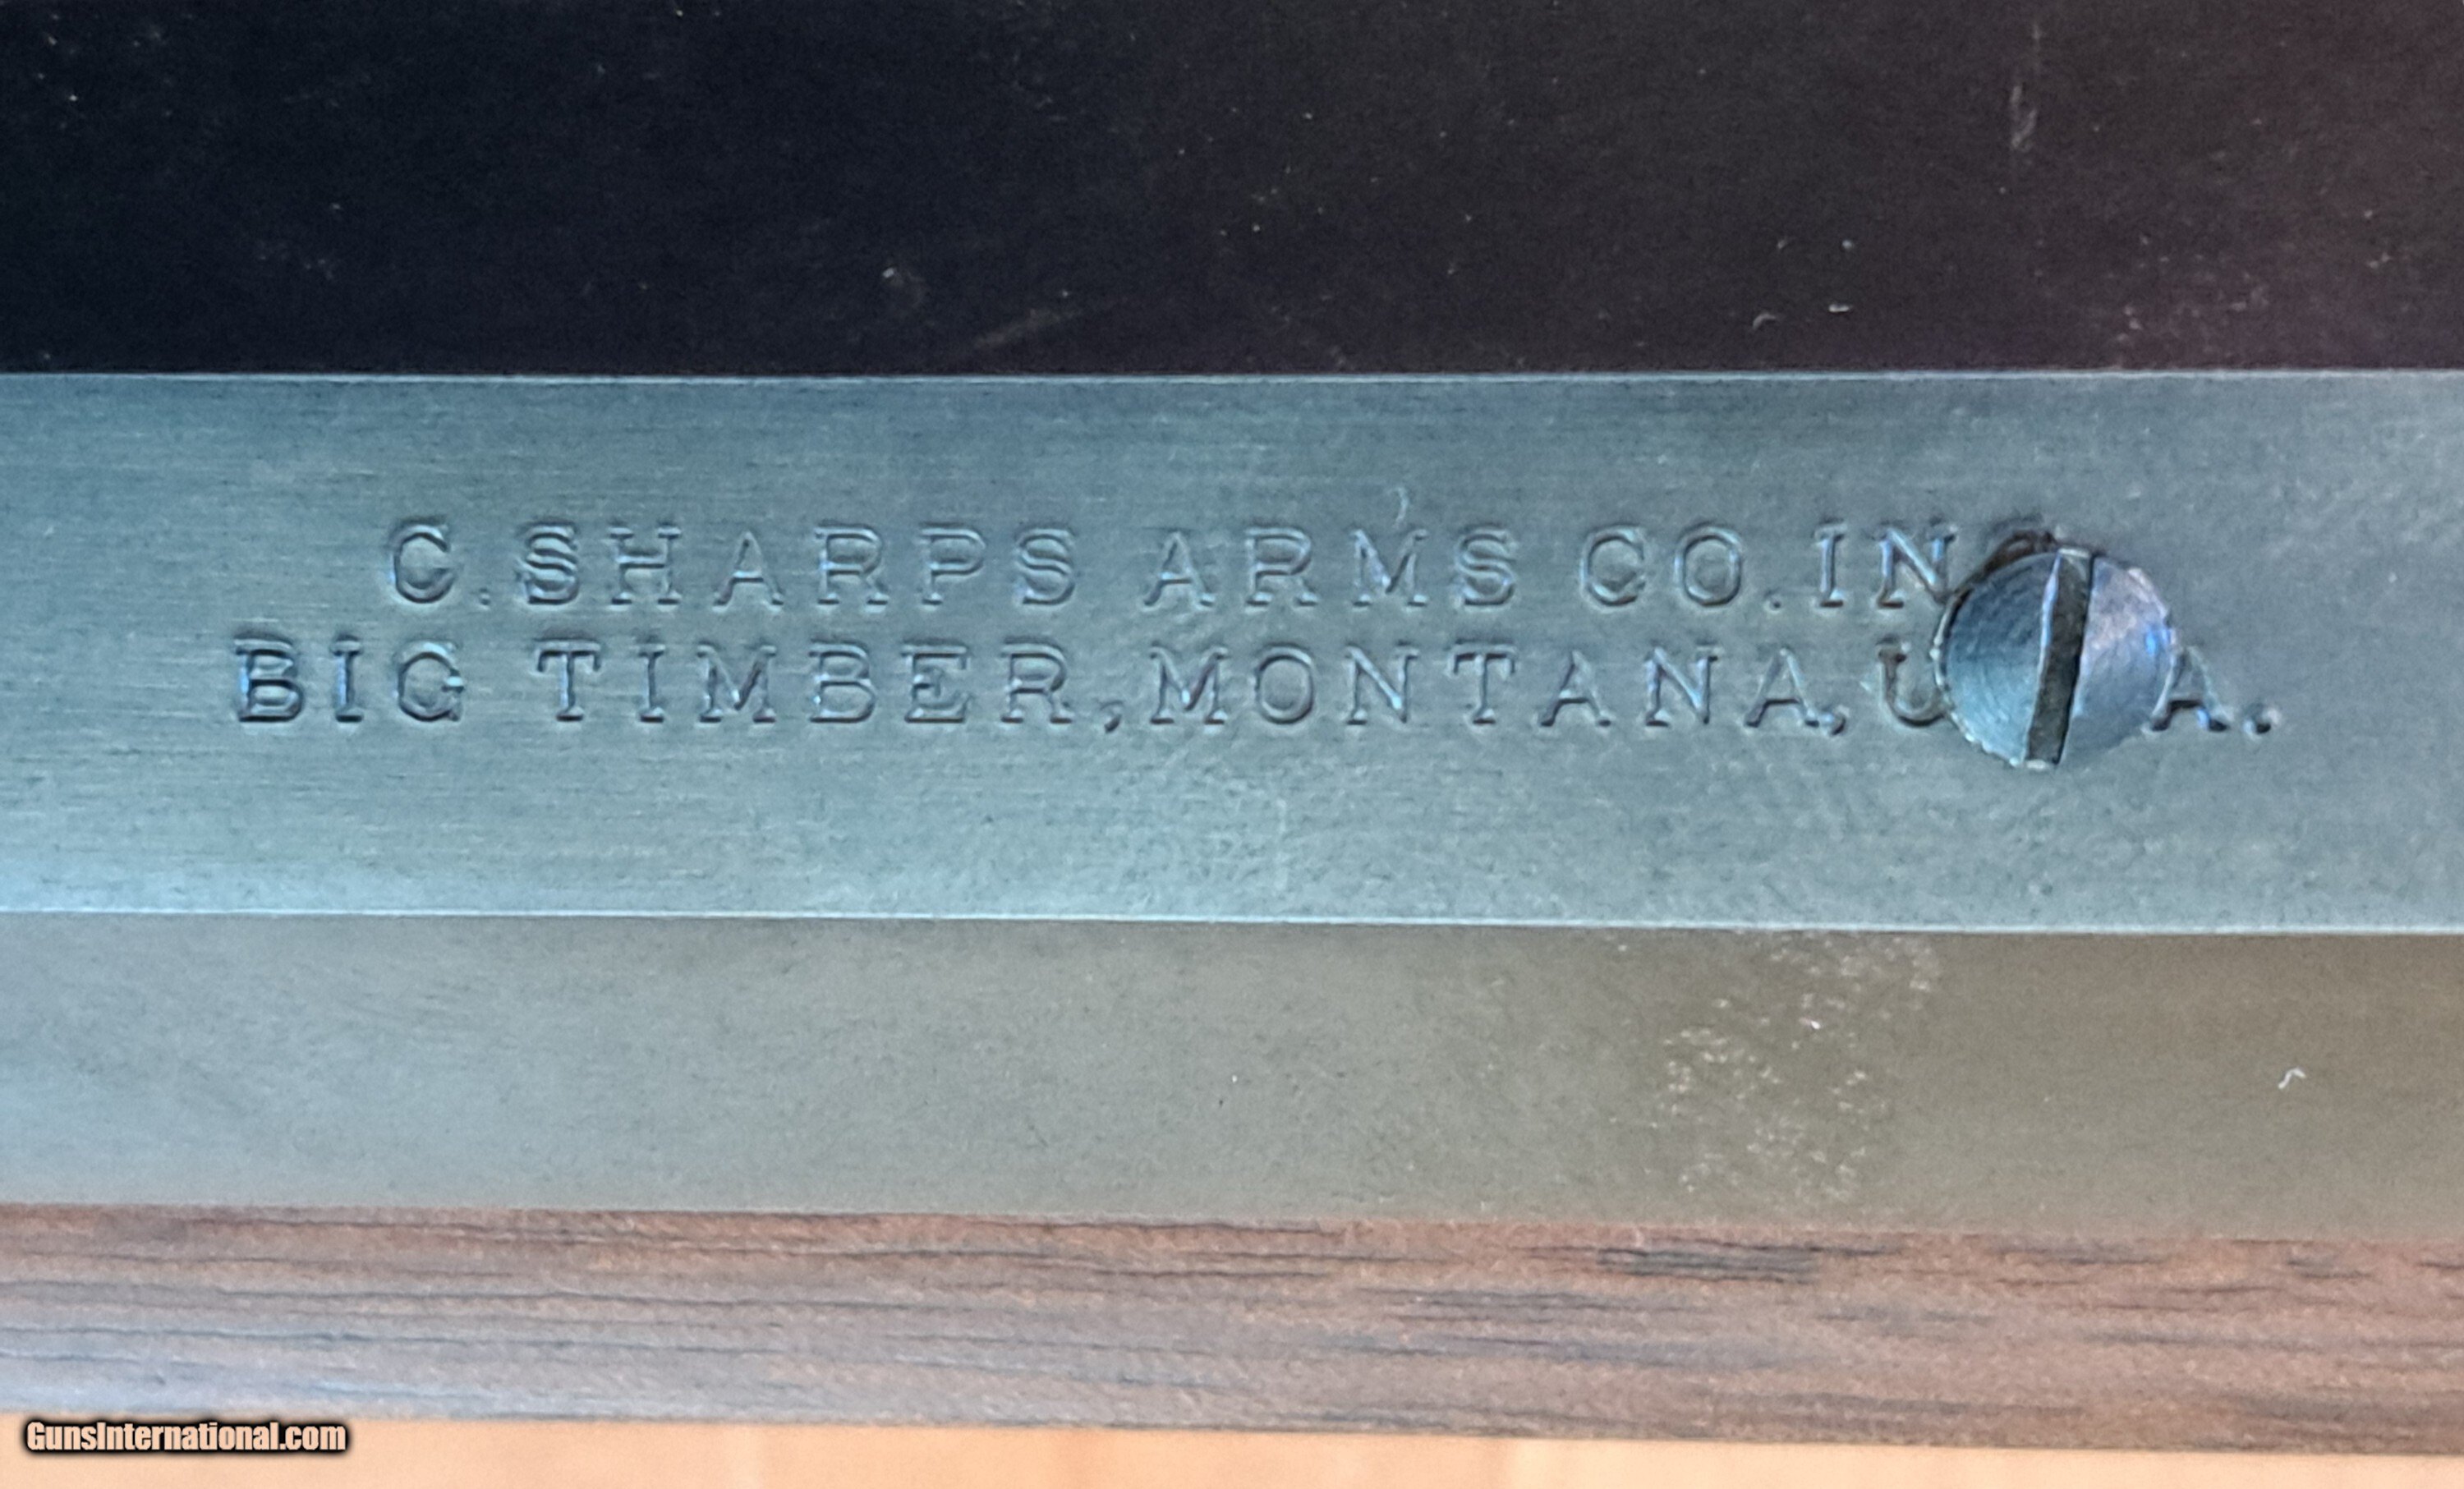 C. SHARPS ARMS CO. IN
BIG TIMBER, MONTANA, U A.
GunsInternational.com